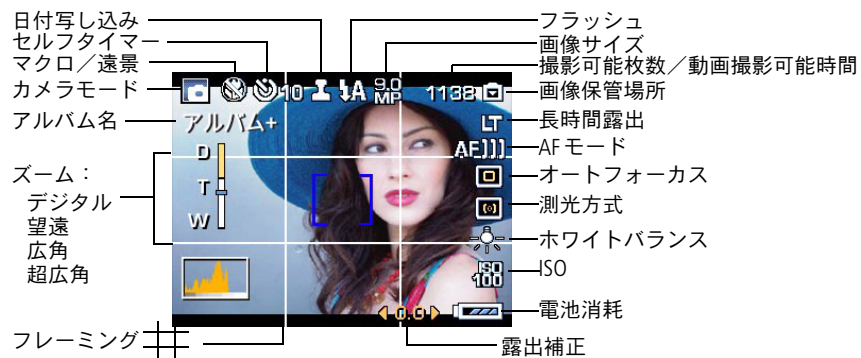 日付写し込み
セルフタイマー
マクロ/遠景
カメラモード
アルバム名
ズーム:
デジタル
望遠
広角
超広角
フレーミング
フラッシュ
画像サイズ
撮影可能枚数/動画撮影可能時間
画像保管場所
長時間露出
AFモード
オートフォーカス
測光方式
ホワイトバランス
ISO
電池消耗
露出補正
10
A
9.0
MP
1138
アルバム+
LT
AF
D
T
W
ISO
100
0.0